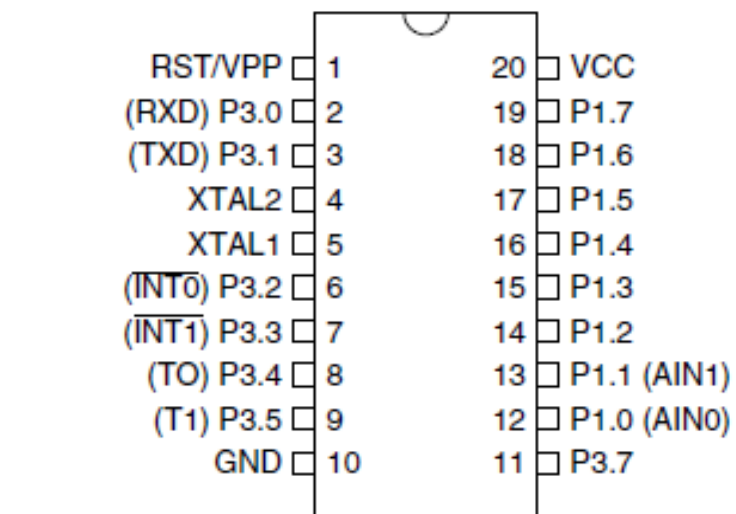 RST/VPP 1 20 VCC
(RXD) P3.0 2 19 P1.7
(TXD) P3.1 3 18 P1.6
XTAL2 4 17 P1.5
XTAL1 5 16 P1.4
(INT0) P3.2 6 15 P1.3
(INT1) P3.3 7 14 P1.2
(TO) P3.4 8 13 P1.1 (AIN1)
(T1) P3.5 9 12 P1.0 (AIN0)
GND 10 11 P3.7